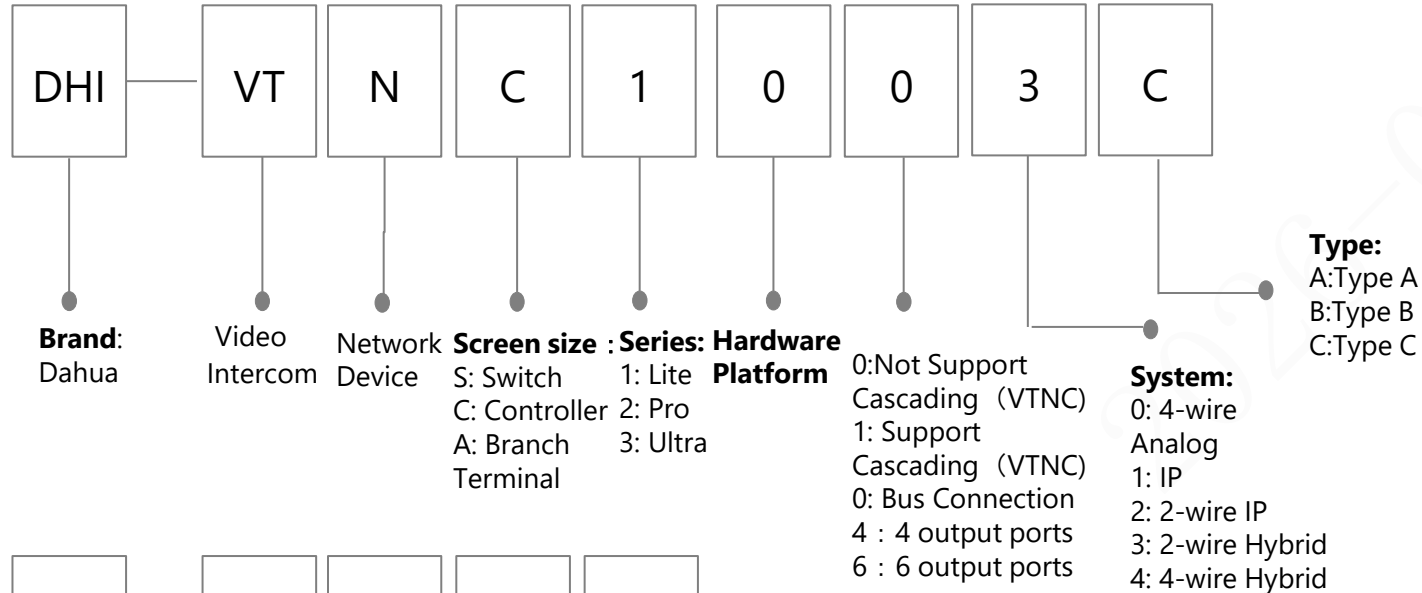 DHI VT N C 1 0 0 3 C
Brand:
Dahua
Video
Intercom
Network
Device
Screen size：
S: Switch
C: Controller
A: Branch
Terminal
Series:
1: Lite
2: Pro
3: Ultra
Hardware
Platform
0:Not Support
Cascading（VTNC)
1: Support
Cascading（VTNC)
0: Bus Connection
4：4 output ports
6：6 output ports
System:
0: 4-wire
Analog
1: IP
2: 2-wire IP
3: 2-wire Hybrid
4: 4-wire Hybrid
Type:
A:Type A
B:Type B
C:Type C